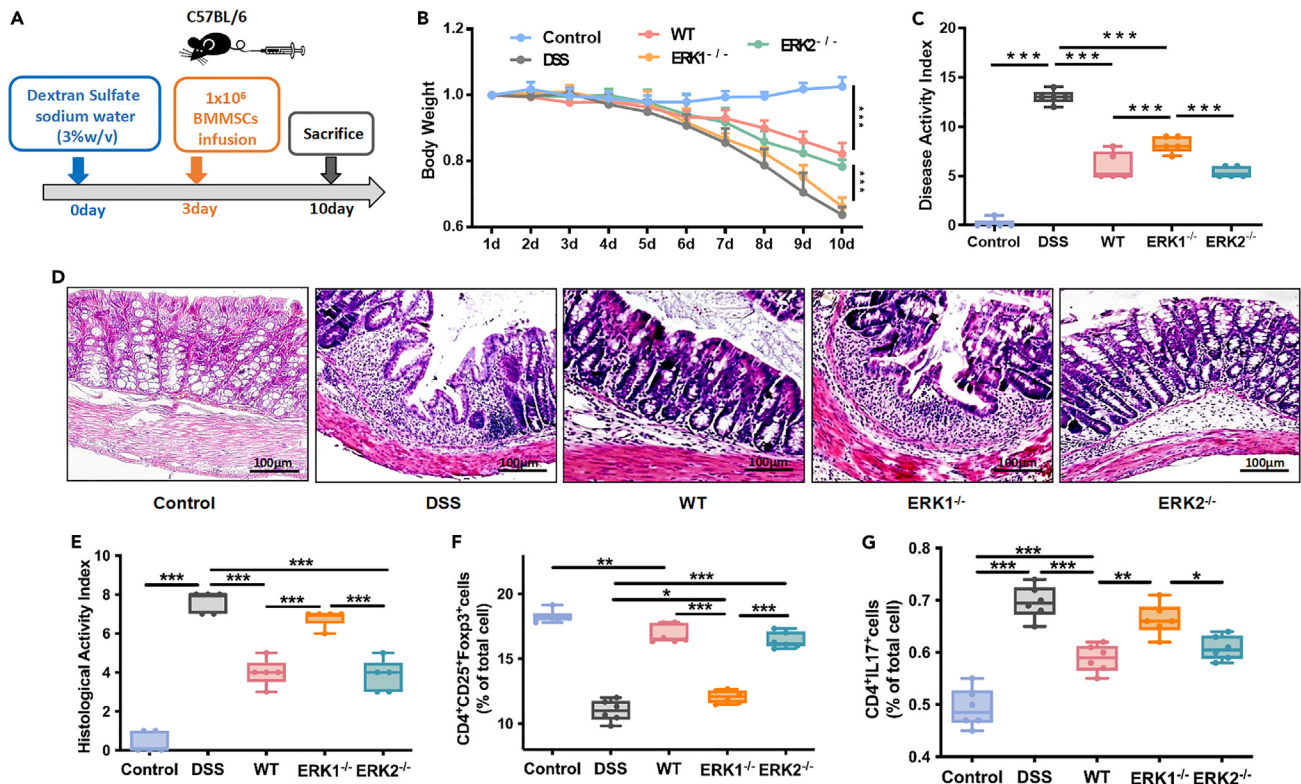 A
C57BL/6
Dextran Sulfate
sodium water
(3%w/v)
1x10⁶
BMMSCs
infusion
Sacrifice
0day
3day
10day
B
Body Weight
1.2
1.0
0.8
0.6
Control
DSS
WT
ERK1⁻/⁻
ERK2⁻/⁻
***
***
1d 2d 3d 4d 5d 6d 7d 8d 9d 10d
C
Disease Activity Index
20
15
10
5
0
***
*** ***
*** ***
Control DSS WT ERK1⁻/⁻ ERK2⁻/⁻
D
100μm
100μm
100μm
100μm
100μm
Control
DSS
WT
ERK1⁻/⁻
ERK2⁻/⁻
E
Histological Activity Index
10
8
6
4
2
0
***
*** ***
*** ***
Control DSS WT ERK1⁻/⁻ ERK2⁻/⁻
F
CD4⁺CD25⁺Foxp3⁺cells
(% of total cell)
20
15
10
**
***
*
*** ***
Control DSS WT ERK1⁻/⁻ ERK2⁻/⁻
G
CD4⁺IL17⁺cells
(% of total cell)
0.8
0.7
0.6
0.5
0.4
***
*** ***
** *
Control DSS WT ERK1⁻/⁻ ERK2⁻/⁻